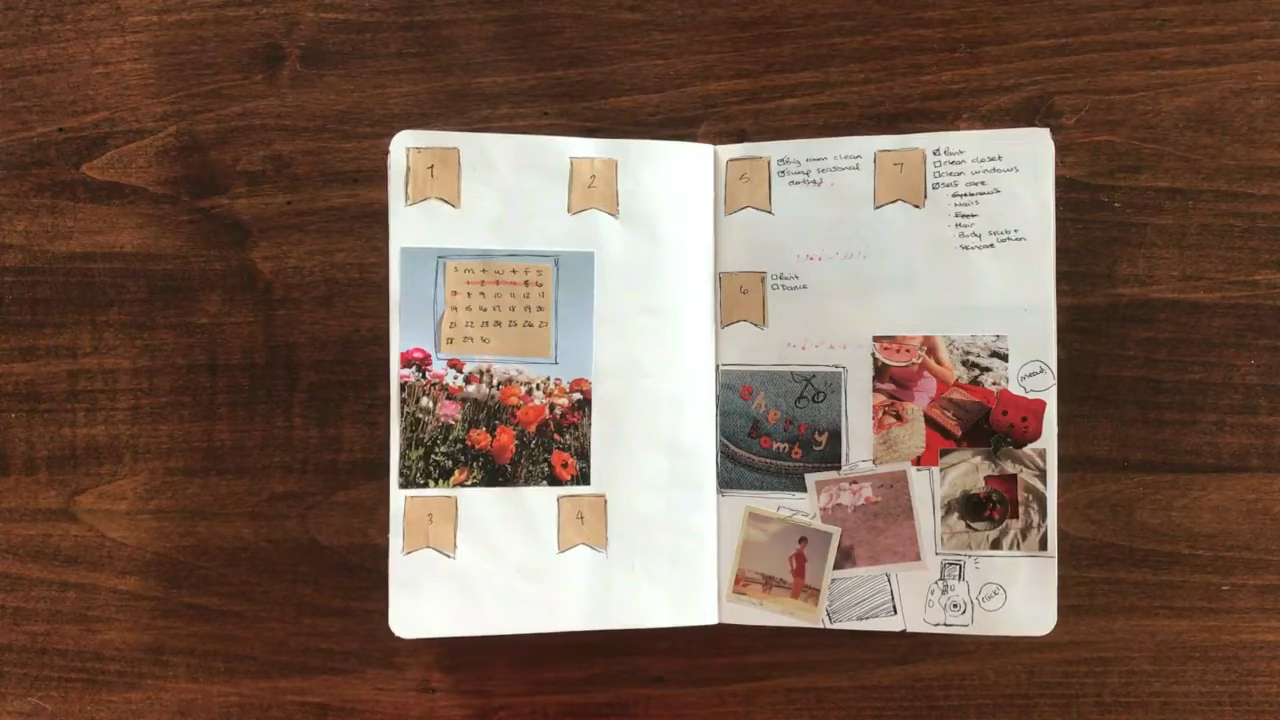 1
2
S M T W T F S
1 2 3 4 5 6
7 8 9 10 11 12 13
14 15 16 17 18 19 20
21 22 23 24 25 26 27
28 29 30
3
4
5
Big room clean
swap seasonal
clothes
6
Paint
Dance
7
Paint
clean closet
clean windows
Self care
· Eyebrows
· Nails
· Hair
· Body scrub +
lotion
· Skincare
cherry
bomb
meow!
click!